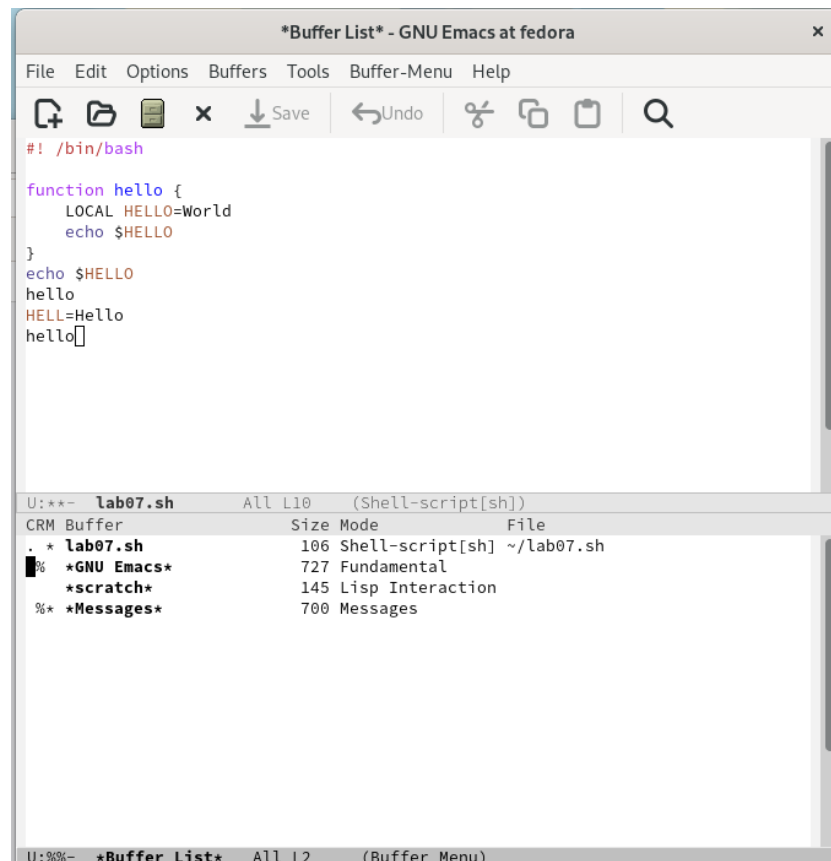 *Buffer List* - GNU Emacs at fedora
File Edit Options Buffers Tools Buffer-Menu Help
Save Undo
#! /bin/bash
function hello {
    LOCAL HELLO=World
    echo $HELLO
}
echo $HELLO
hello
HELL=Hello
hello
U:**-  lab07.sh       All L10    (Shell-script[sh])
CRM Buffer                 Size Mode             File
. * lab07.sh                106 Shell-script[sh] ~/lab07.sh
 %  *GNU Emacs*             727 Fundamental
    *scratch*               145 Lisp Interaction
 %* *Messages*              700 Messages
U:%%-  *Buffer List*   All L2     (Buffer Menu)